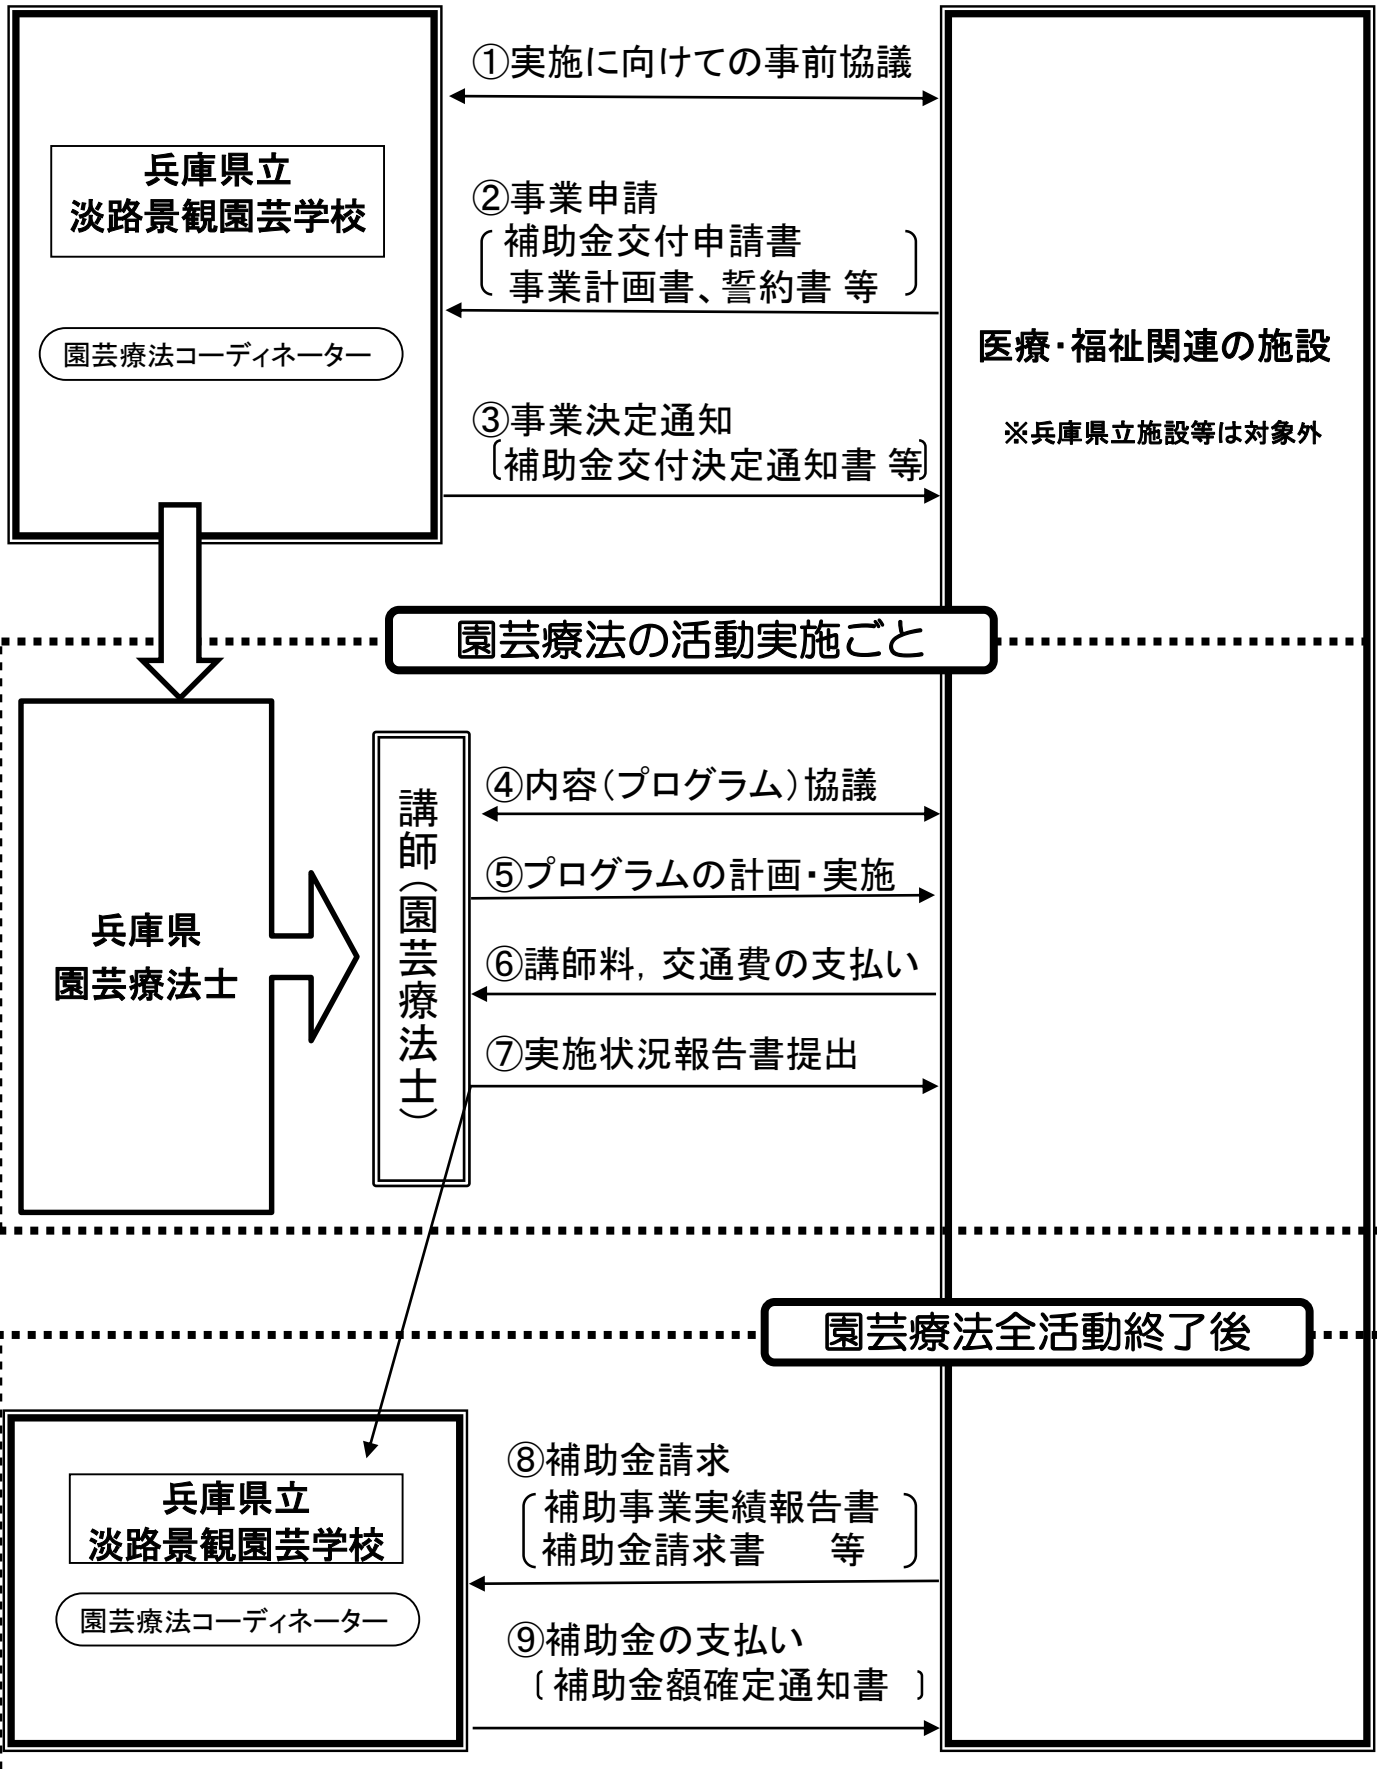 ①実施に向けての事前協議
兵庫県立
淡路景観園芸学校
②事業申請
補助金交付申請書
事業計画書、誓約書 等
園芸療法コーディネーター
医療・福祉関連の施設
※兵庫県立施設等は対象外
③事業決定通知
補助金交付決定通知書 等
園芸療法の活動実施ごと
兵庫県
園芸療法士
講師（園芸療法士）
④内容(プログラム)協議
⑤プログラムの計画・実施
⑥講師料，交通費の支払い
⑦実施状況報告書提出
園芸療法全活動終了後
兵庫県立
淡路景観園芸学校
園芸療法コーディネーター
⑧補助金請求
補助事業実績報告書
補助金請求書　　等
⑨補助金の支払い
〔補助金額確定通知書　〕